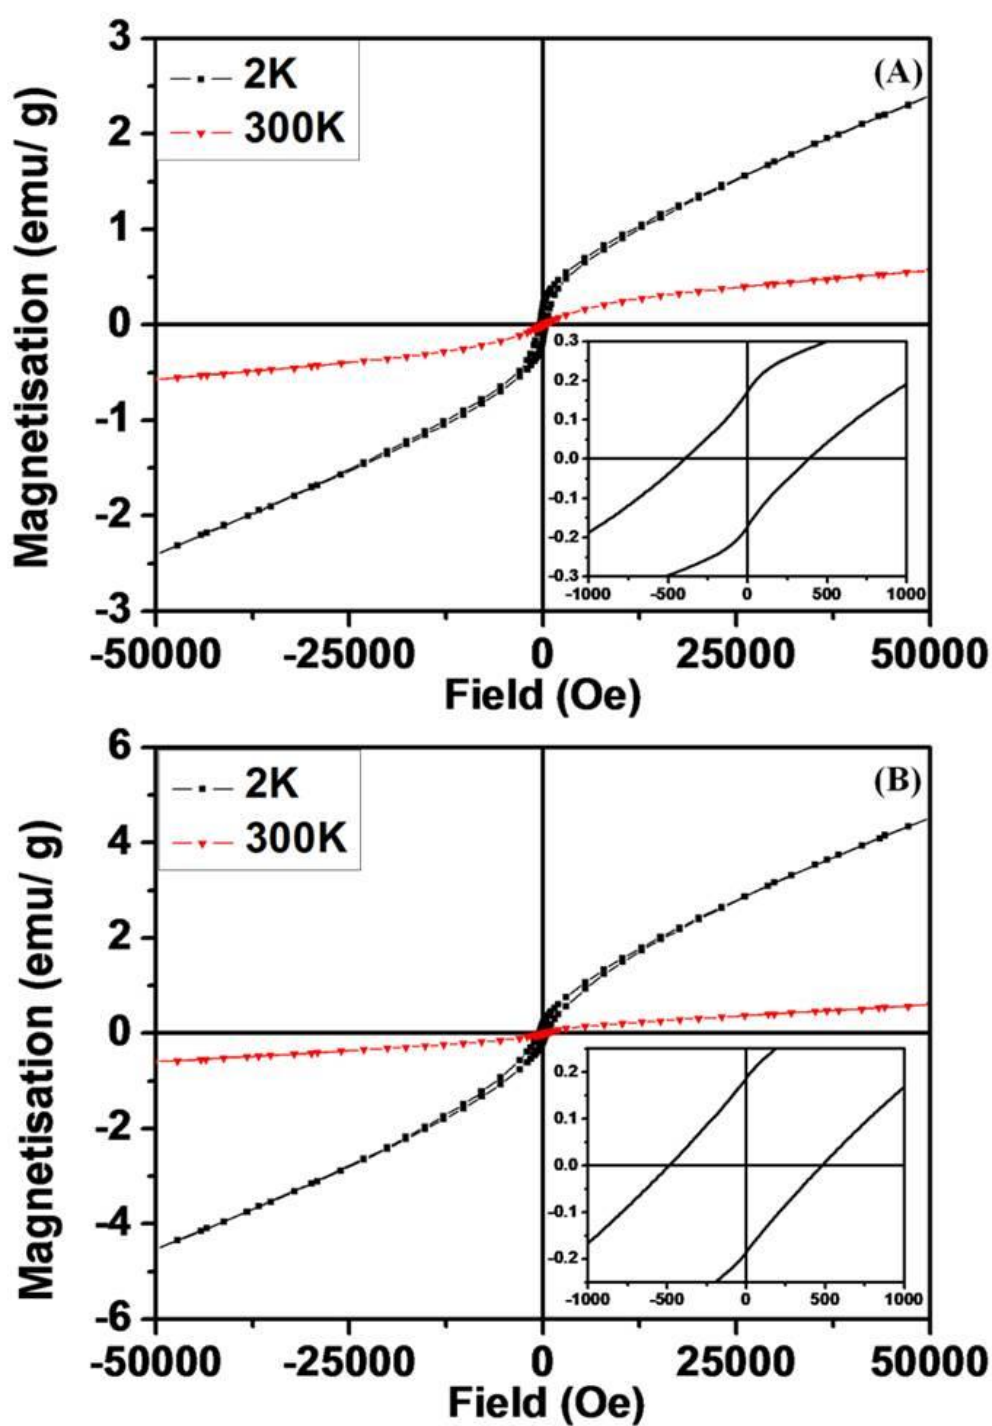 3
2K
(A)
300K
2
1
0
-1
-2
-3
Magnetisation (emu/ g)
0.3
0.2
0.1
0.0
-0.1
-0.2
-0.3
-1000 -500 0 500 1000
-50000 -25000 0 25000 50000
Field (Oe)
6
2K
(B)
300K
4
2
0
-2
-4
-6
Magnetisation (emu/ g)
0.2
0.1
0.0
-0.1
-0.2
-1000 -500 0 500 1000
-50000 -25000 0 25000 50000
Field (Oe)